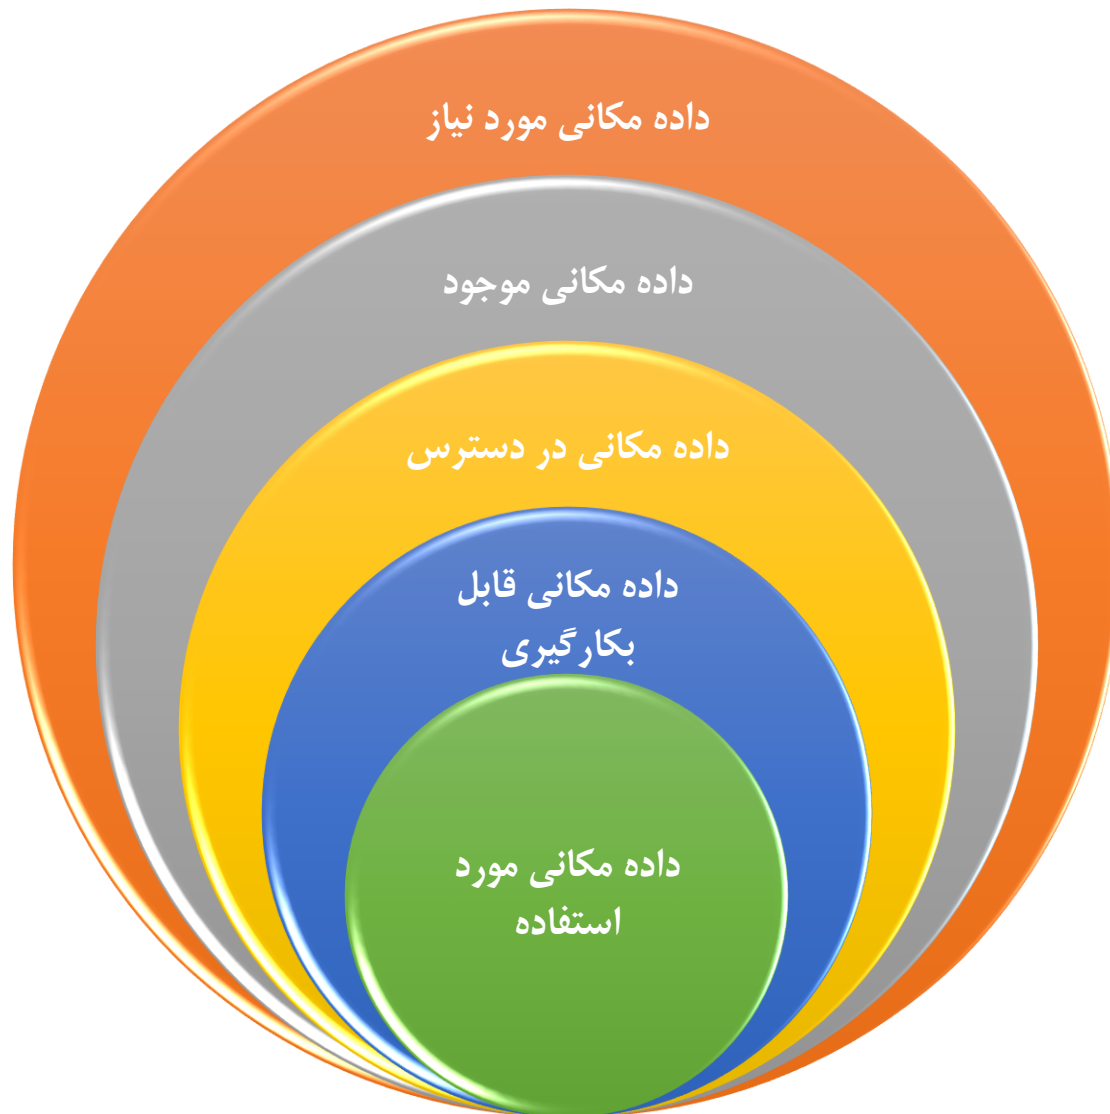 داده مکانی مورد نیاز
داده مکانی موجود
داده مکانی در دسترس
داده مکانی قابل
بکارگیری
داده مکانی مورد
استفاده